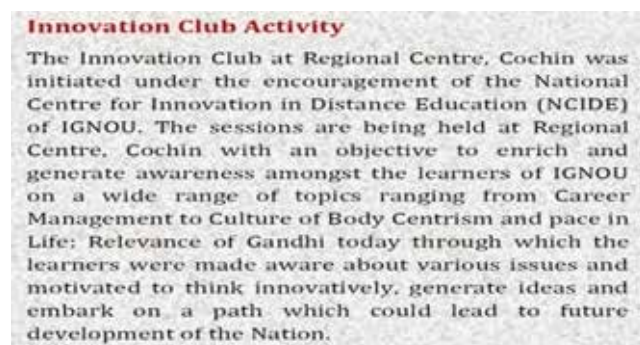 Innovation Club Activity
The Innovation Club at Regional Centre, Cochin was
initiated under the encouragement of the National
Centre for Innovation in Distance Education (NCIDE)
of IGNOU. The sessions are being held at Regional
Centre, Cochin with an objective to enrich and
generate awareness amongst the learners of IGNOU
on a wide range of topics ranging from Career
Management to Culture of Body Centrism and pace in
Life; Relevance of Gandhi today through which the
learners were made aware about various issues and
motivated to think innovatively, generate ideas and
embark on a path which could lead to future
development of the Nation.